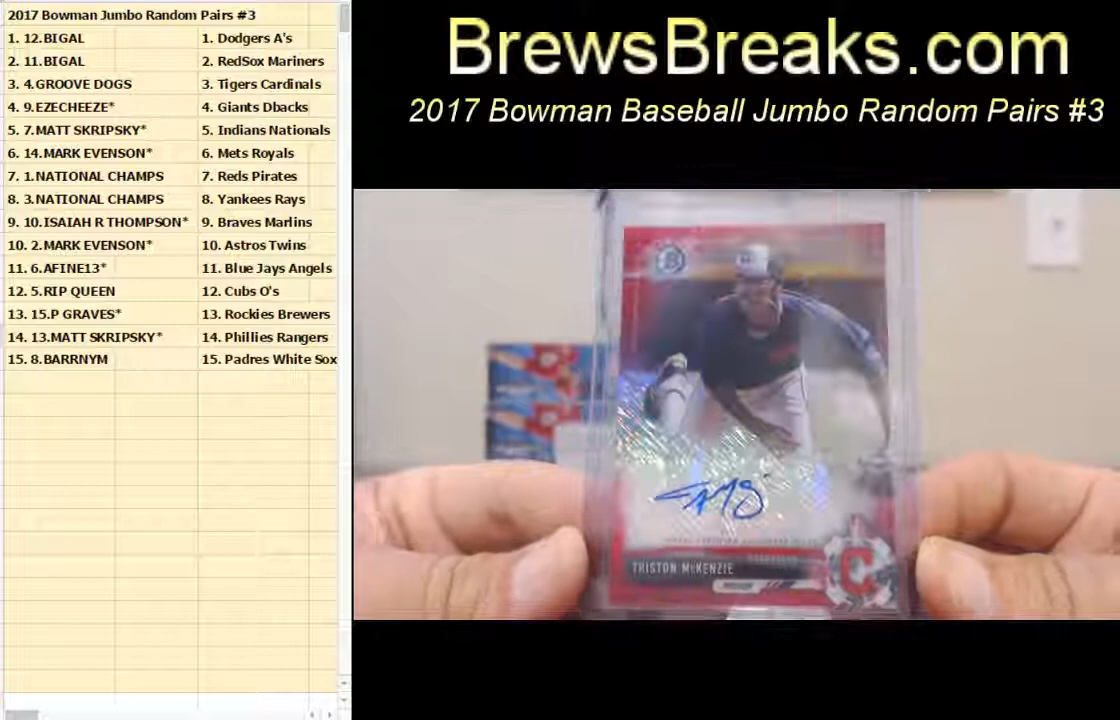 2017 Bowman Jumbo Random Pairs #3
1. 12.BIGAL 1. Dodgers A's
2. 11.BIGAL 2. RedSox Mariners
3. 4.GROOVE DOGS 3. Tigers Cardinals
4. 9.EZECHEEZE* 4. Giants Dbacks
5. 7.MATT SKRIPSKY* 5. Indians Nationals
6. 14.MARK EVENSON* 6. Mets Royals
7. 1.NATIONAL CHAMPS 7. Reds Pirates
8. 3.NATIONAL CHAMPS 8. Yankees Rays
9. 10.ISAIAH R THOMPSON* 9. Braves Marlins
10. 2.MARK EVENSON* 10. Astros Twins
11. 6.AFINE13* 11. Blue Jays Angels
12. 5.RIP QUEEN 12. Cubs O's
13. 15.P GRAVES* 13. Rockies Brewers
14. 13.MATT SKRIPSKY* 14. Phillies Rangers
15. 8.BARRNYM 15. Padres White Sox
BrewsBreaks.com
2017 Bowman Baseball Jumbo Random Pairs #3
B
TRISTON McKENZIE
C